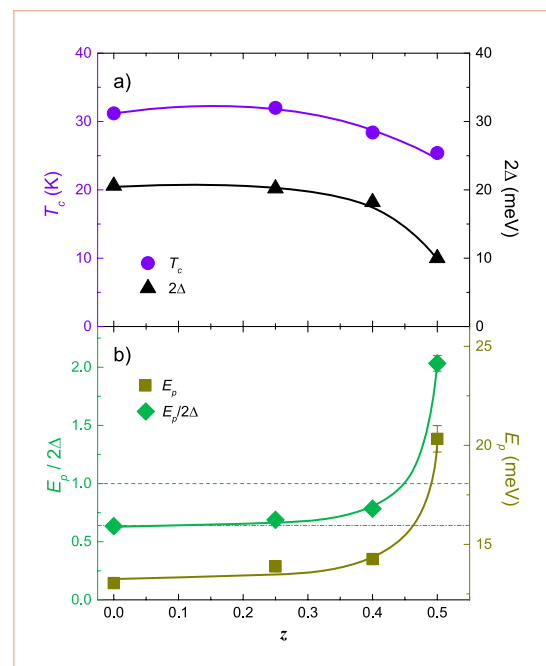 a)
40
30
20
10
0
T_c (K)
40
30
20
10
0
2Δ (meV)
T_c
2Δ
b)
2.0
1.5
1.0
0.5
0.0
E_p / 2Δ
25
20
15
E_p (meV)
E_p
E_p/2Δ
0.0 0.1 0.2 0.3 0.4 0.5
z